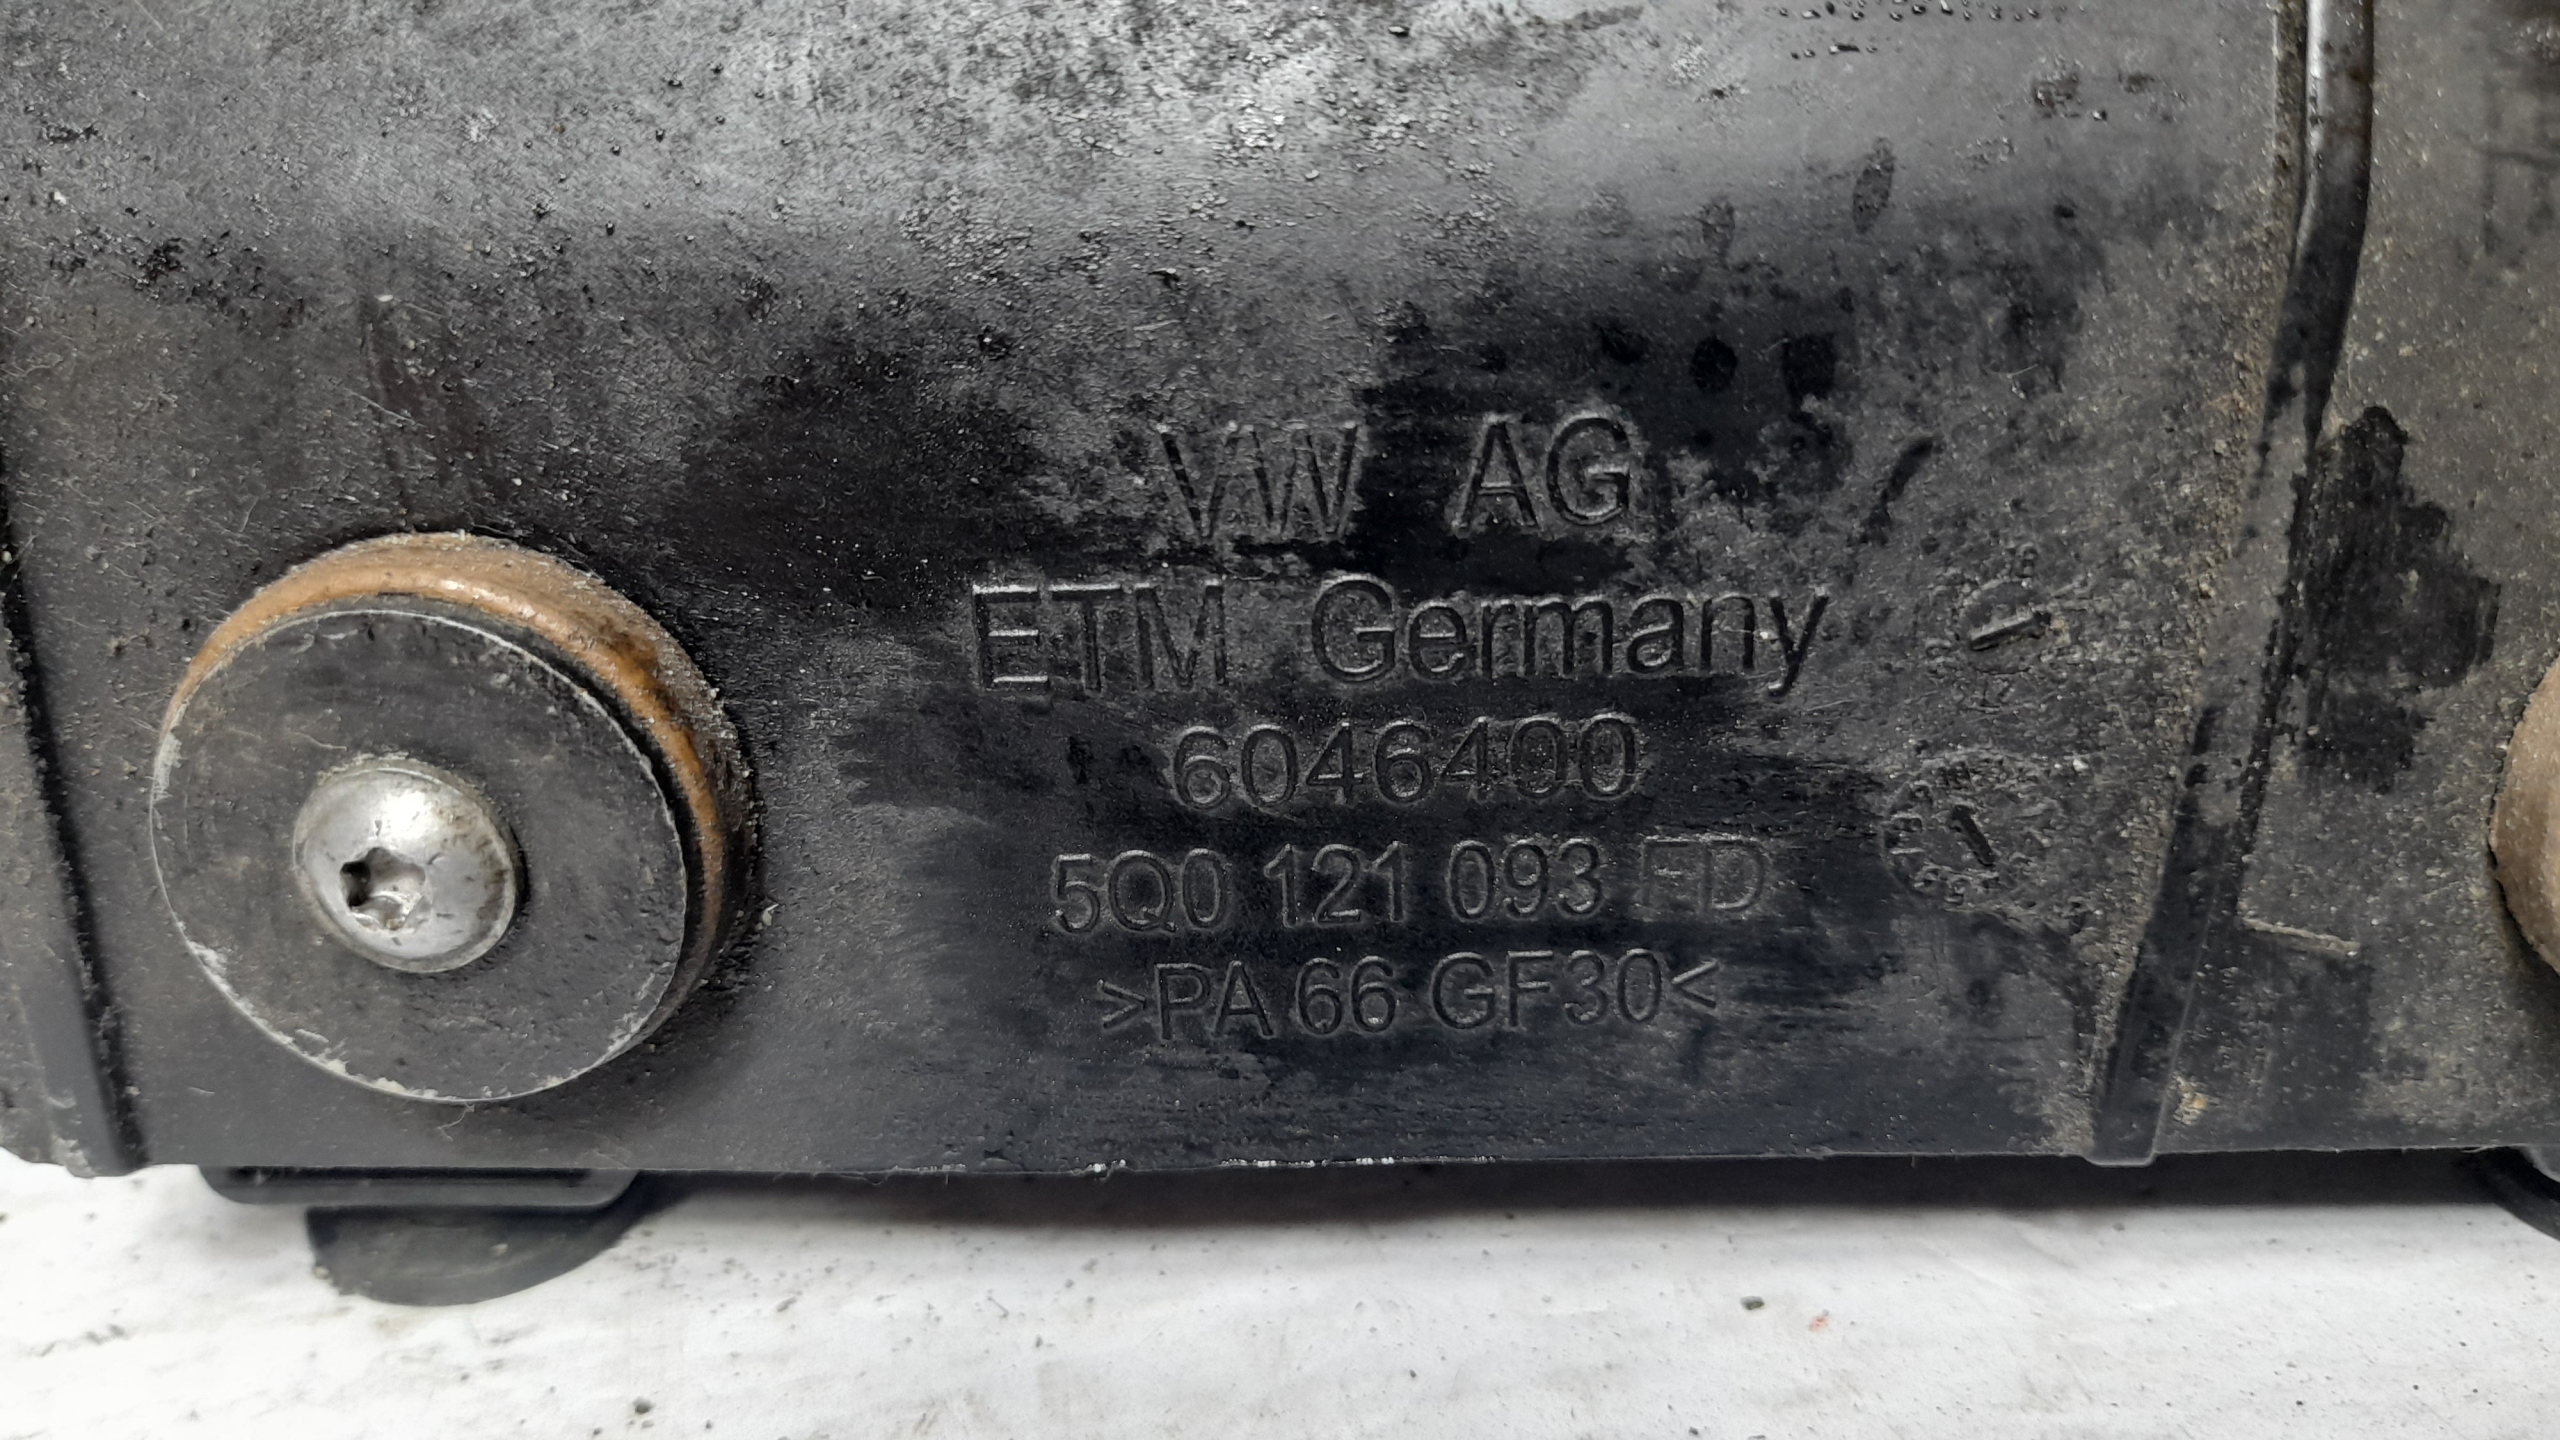 VW AG
ETM Germany
6046400
5Q0 121 093 FD
>PA 66 GF30<